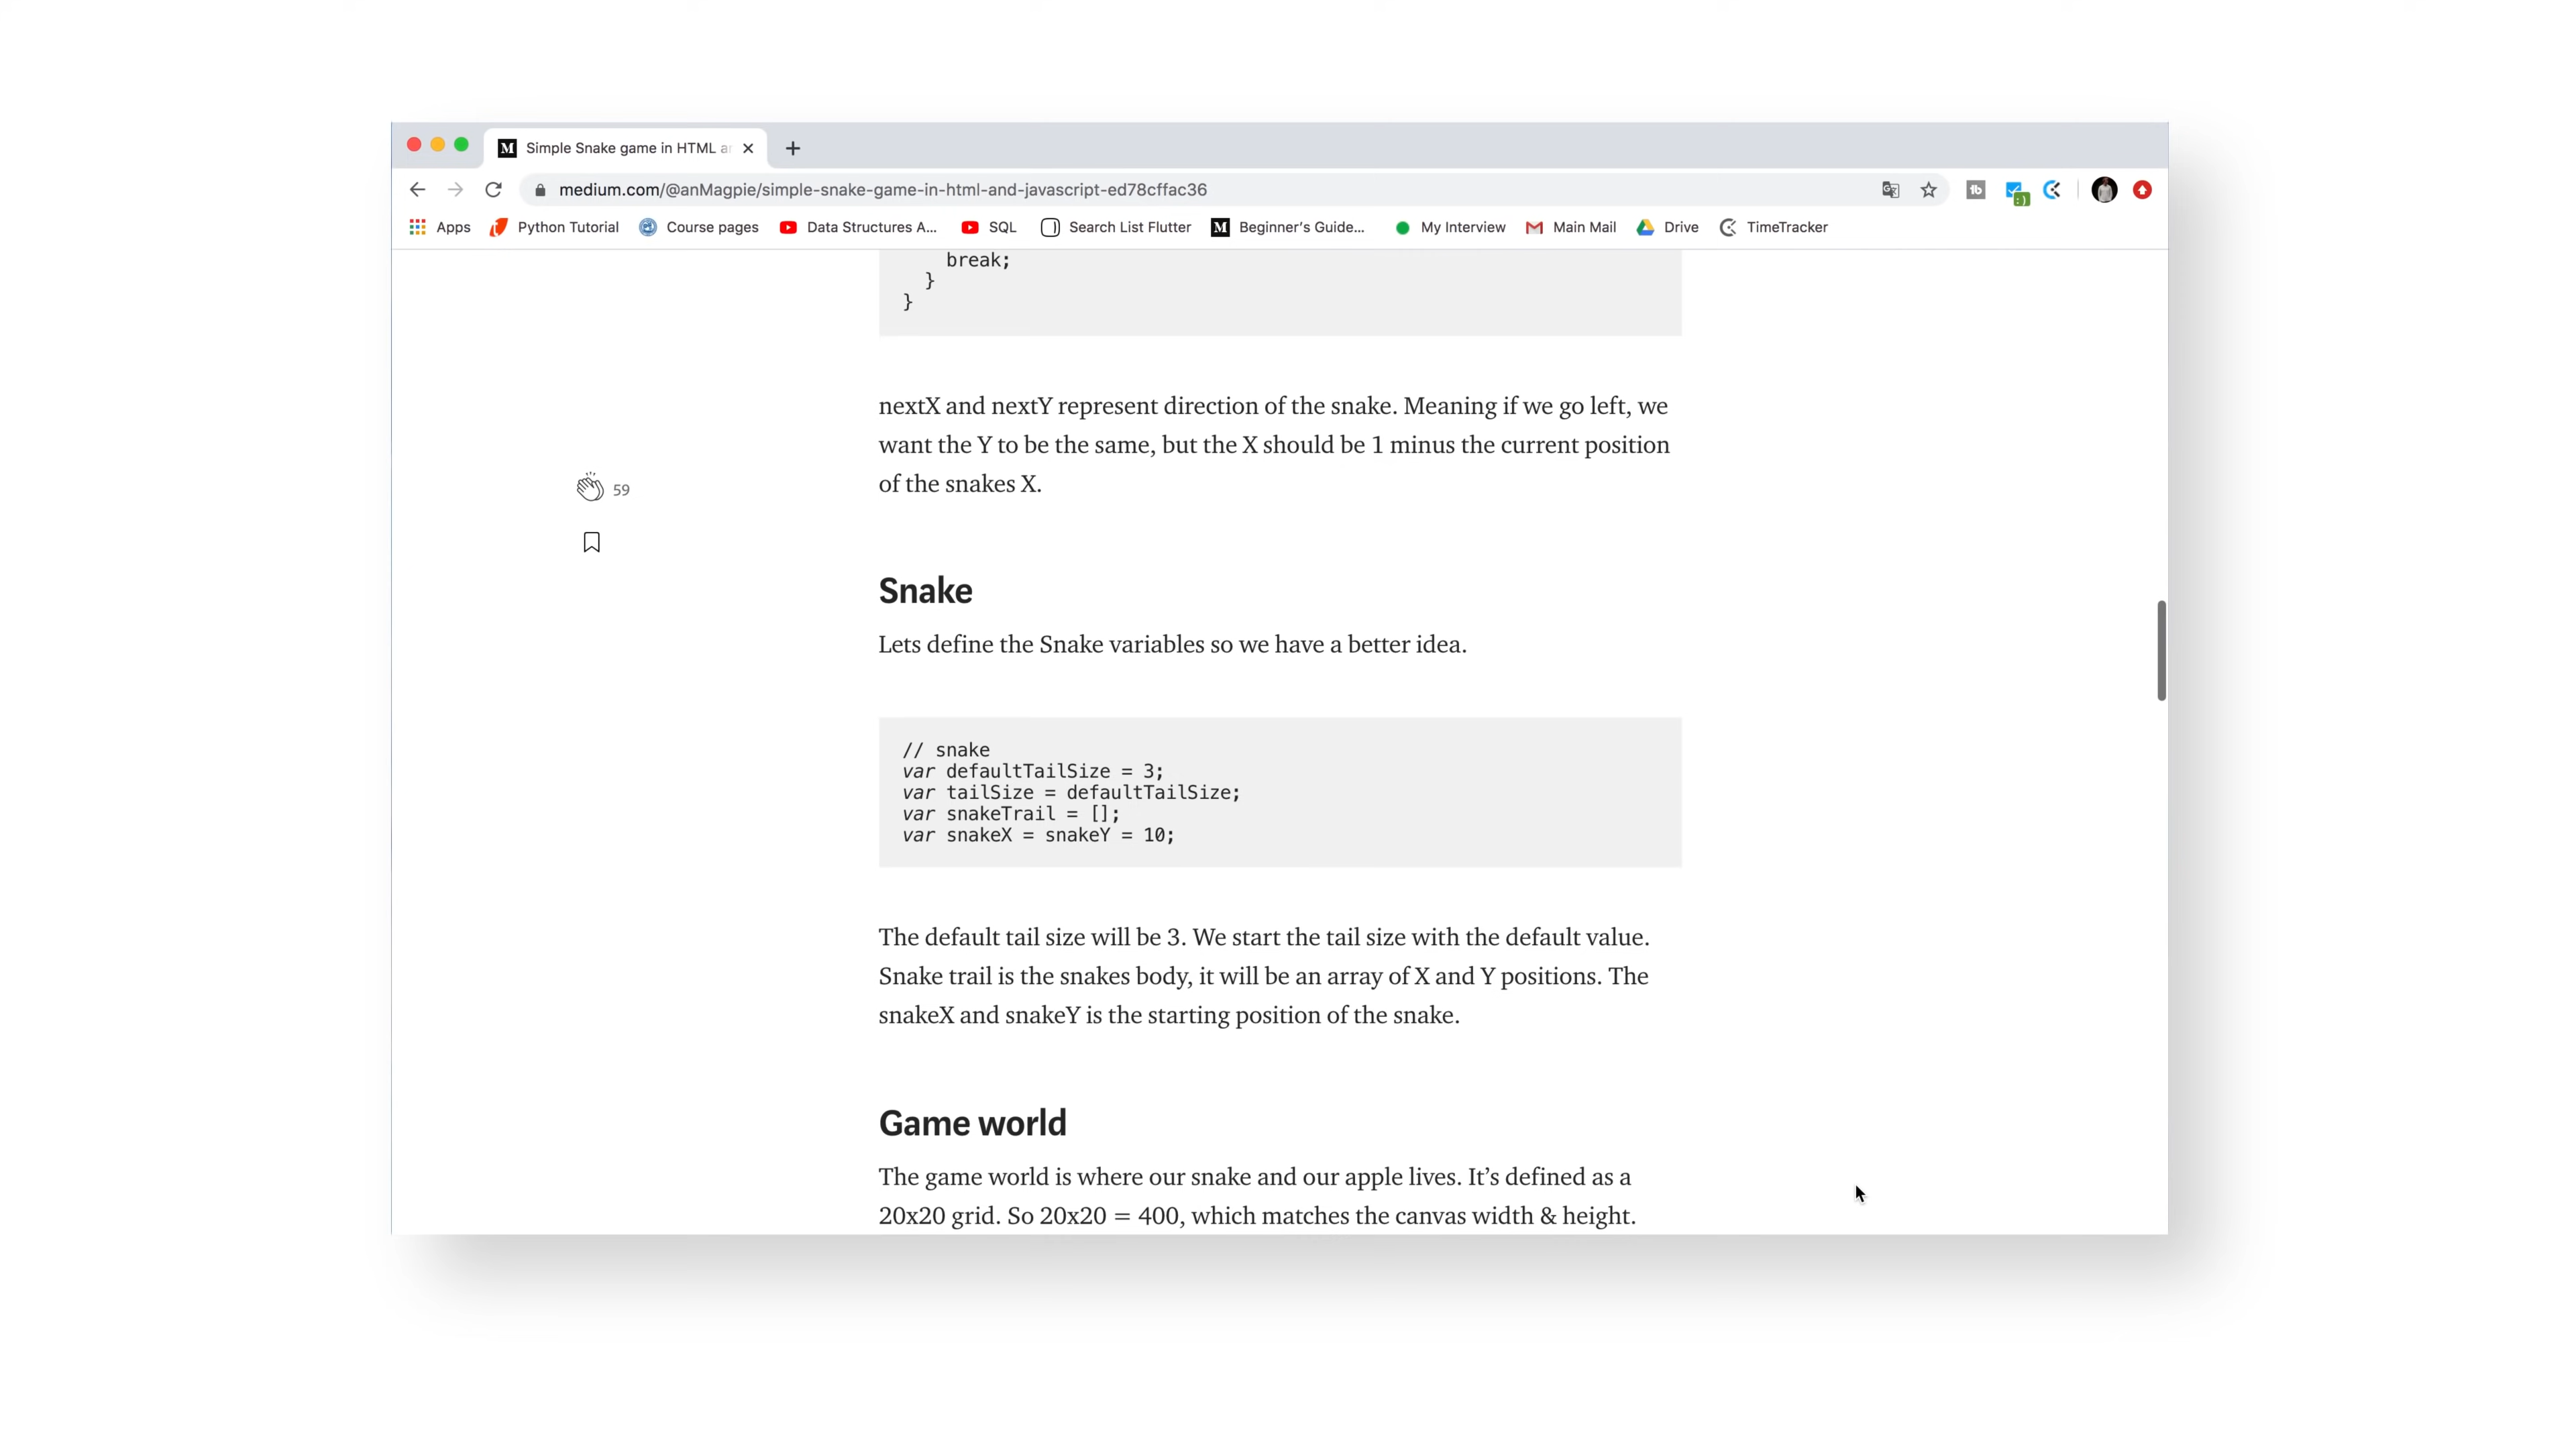 M Simple Snake game in HTML a
medium.com/@anMagpie/simple-snake-game-in-html-and-javascript-ed78cffac36
Apps Python Tutorial Course pages Data Structures A... SQL Search List Flutter M Beginner's Guide... My Interview Main Mail Drive TimeTracker
break;
}
}
nextX and nextY represent direction of the snake. Meaning if we go left, we
want the Y to be the same, but the X should be 1 minus the current position
of the snakes X.
59
Snake
Lets define the Snake variables so we have a better idea.
// snake
var defaultTailSize = 3;
var tailSize = defaultTailSize;
var snakeTrail = [];
var snakeX = snakeY = 10;
The default tail size will be 3. We start the tail size with the default value.
Snake trail is the snakes body, it will be an array of X and Y positions. The
snakeX and snakeY is the starting position of the snake.
Game world
The game world is where our snake and our apple lives. It's defined as a
20x20 grid. So 20x20 = 400, which matches the canvas width & height.